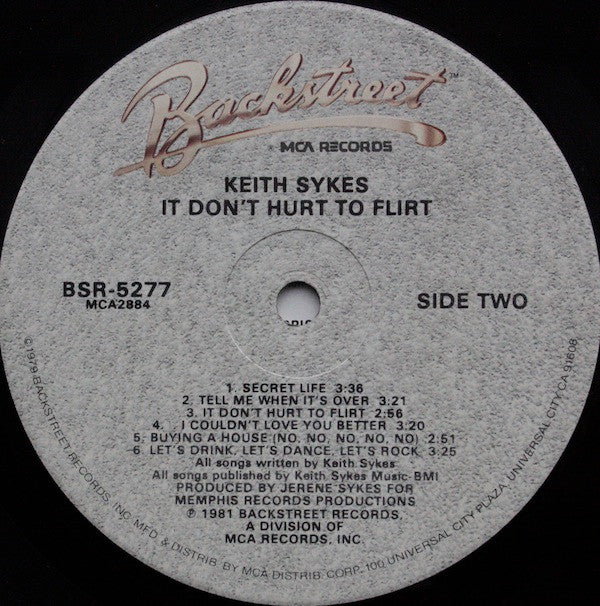 Backstreet™
MCA RECORDS
KEITH SYKES
IT DON'T HURT TO FLIRT
BSR-5277
MCA2884
SIDE TWO
1. SECRET LIFE 3:36
2. TELL ME WHEN IT'S OVER 3:21
3. IT DON'T HURT TO FLIRT 2:56
4. I COULDN'T LOVE YOU BETTER 3:20
5. BUYING A HOUSE (NO, NO, NO, NO, NO) 2:51
6. LET'S DRINK, LET'S DANCE, LET'S ROCK 3:25
All songs written by Keith Sykes
All songs published by Keith Sykes Music-BMI
PRODUCED BY JERENE SYKES FOR
MEMPHIS RECORDS PRODUCTIONS
℗ 1981 BACKSTREET RECORDS,
A DIVISION OF
MCA RECORDS, INC.
©1979 BACKSTREET RECORDS, INC. MFD. & DISTRIB. BY MCA DISTRIB. CORP., 100 UNIVERSAL CITY PLAZA, UNIVERSAL CITY, CA 91608